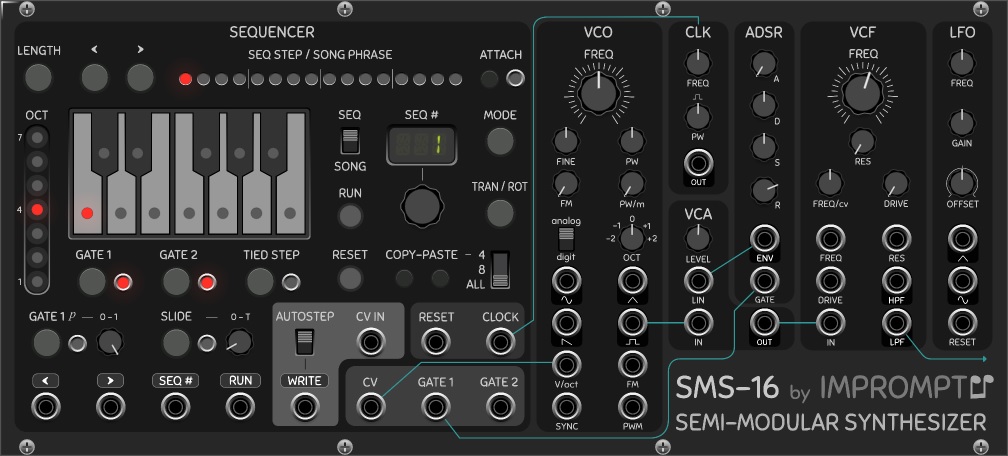 SEQUENCER
LENGTH
< >
SEQ STEP / SONG PHRASE
ATTACH
OCT
7
4
1
SEQ
SONG
SEQ #
1
MODE
RUN
TRAN / ROT
GATE 1
GATE 2
TIED STEP
RESET
COPY-PASTE
4
8
ALL
GATE 1 p
0-1
SLIDE
0-T
AUTOSTEP
CV IN
RESET
CLOCK
<
>
SEQ #
RUN
WRITE
CV
GATE 1
GATE 2
VCO
FREQ
FINE
PW
FM
PW/m
analog
digit
0
-1 +1
-2 +2
OCT
V/oct
FM
SYNC
PWM
CLK
FREQ
PW
OUT
VCA
LEVEL
LIN
IN
ADSR
A
D
S
R
ENV
GATE
OUT
VCF
FREQ
RES
FREQ/cv
DRIVE
FREQ
RES
DRIVE
HPF
IN
LPF
LFO
FREQ
GAIN
OFFSET
RESET
SMS-16 by IMPROMPTU
SEMI-MODULAR SYNTHESIZER